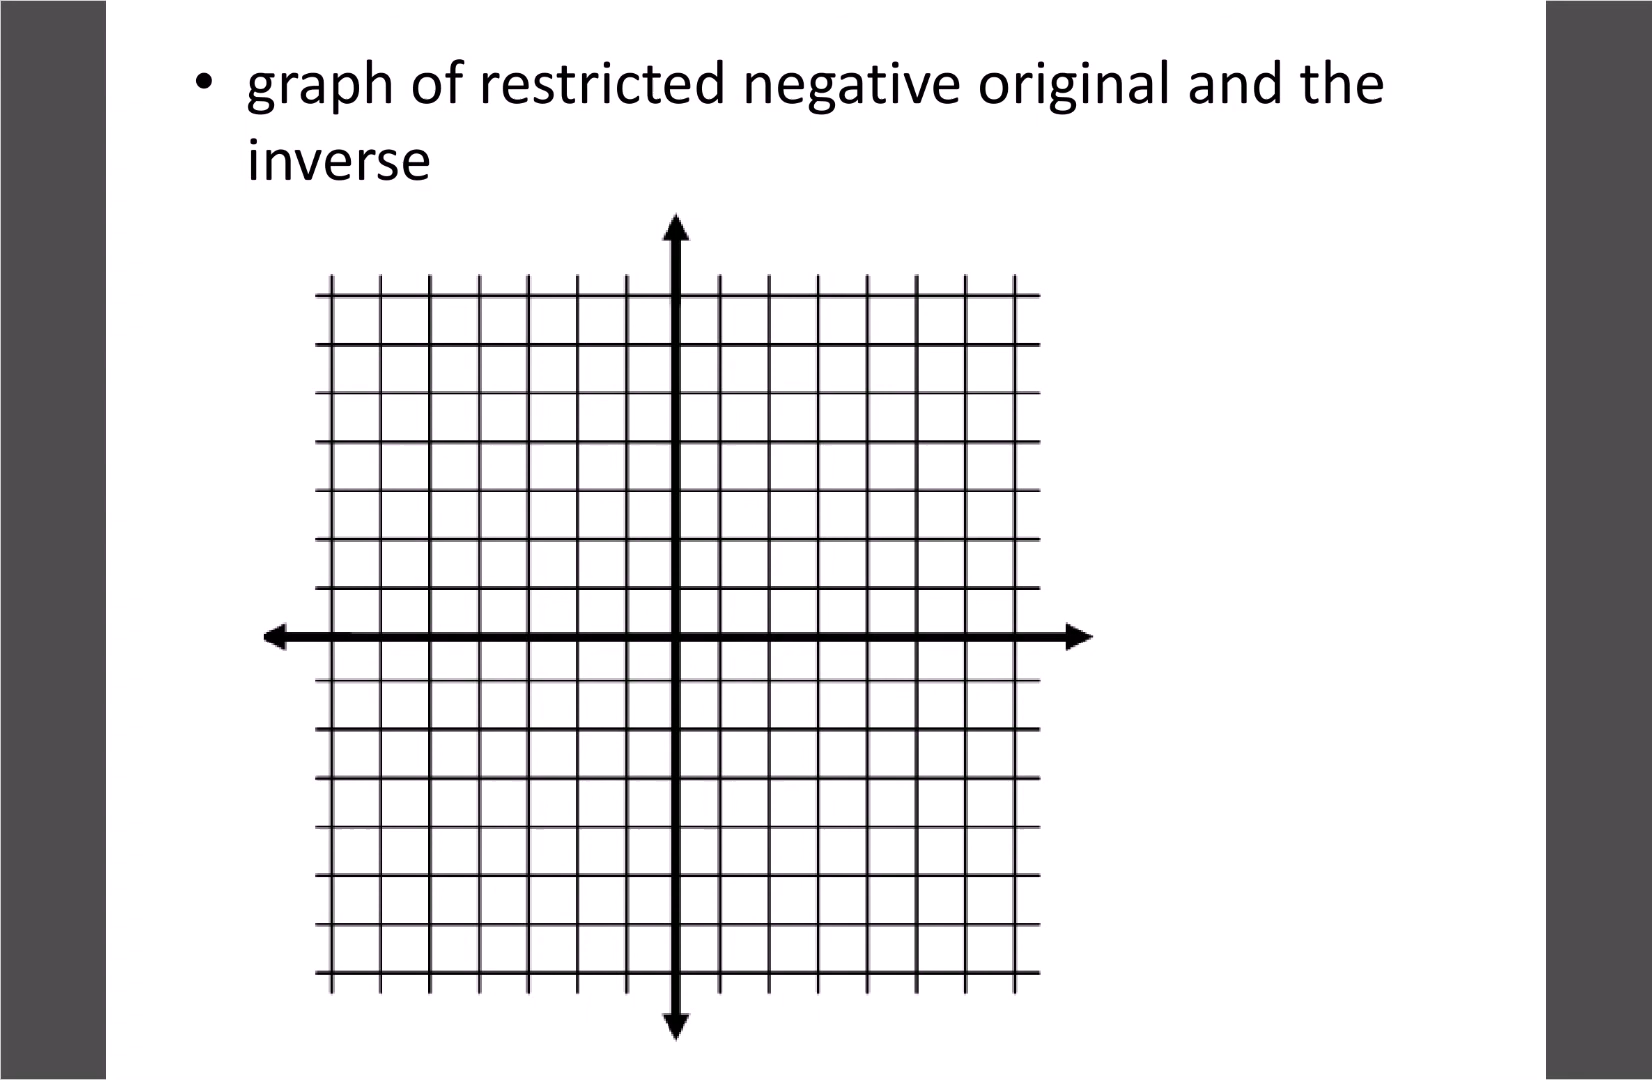 • graph of restricted negative original and the
inverse